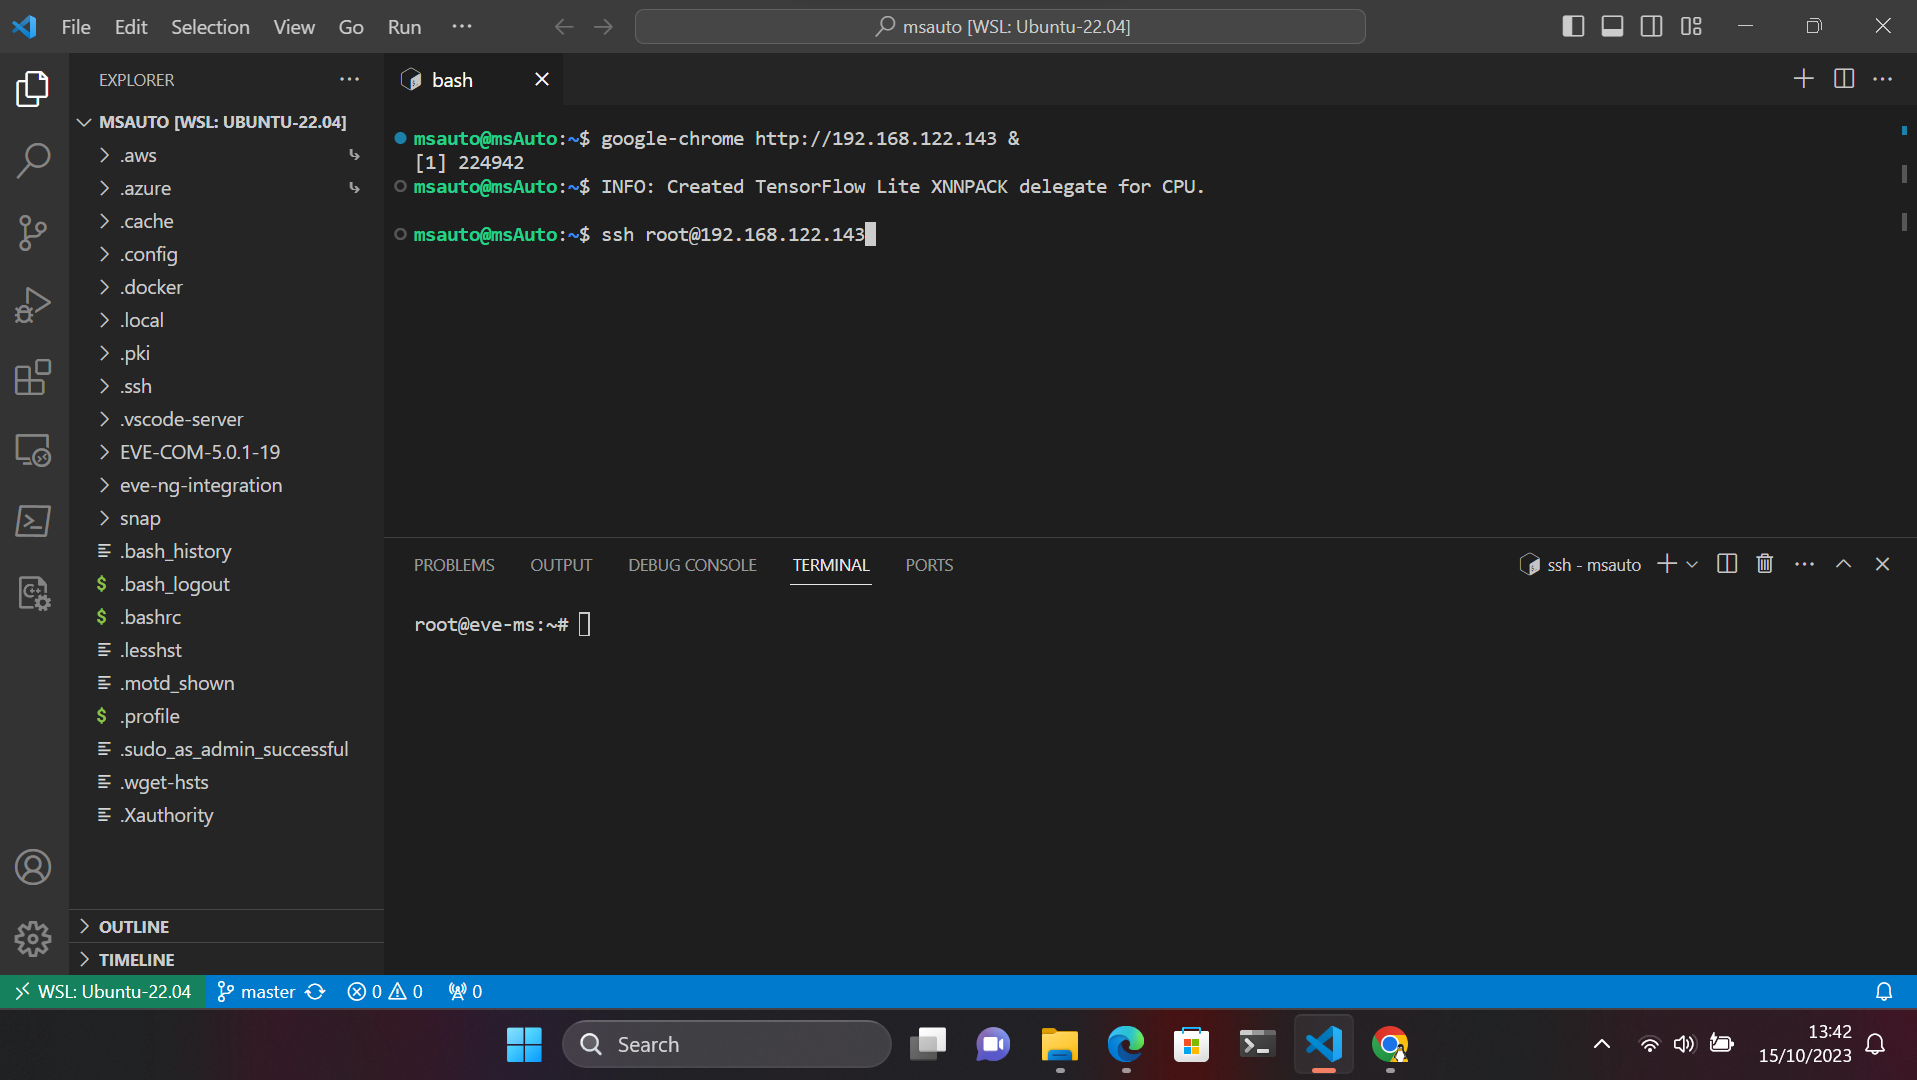 File Edit Selection View Go Run ··· msauto [WSL: Ubuntu-22.04]
EXPLORER
MSAUTO [WSL: UBUNTU-22.04]
.aws
.azure
.cache
.config
.docker
.local
.pki
.ssh
.vscode-server
EVE-COM-5.0.1-19
eve-ng-integration
snap
.bash_history
$ .bash_logout
$ .bashrc
.lesshst
.motd_shown
$ .profile
.sudo_as_admin_successful
.wget-hsts
.Xauthority
OUTLINE
TIMELINE
bash
msauto@msAuto:~$ google-chrome http://192.168.122.143 &
[1] 224942
msauto@msAuto:~$ INFO: Created TensorFlow Lite XNNPACK delegate for CPU.
msauto@msAuto:~$ ssh root@192.168.122.143
PROBLEMS OUTPUT DEBUG CONSOLE TERMINAL PORTS ssh - msauto
root@eve-ms:~#
WSL: Ubuntu-22.04 master 0 0 0
Search
13:42
15/10/2023